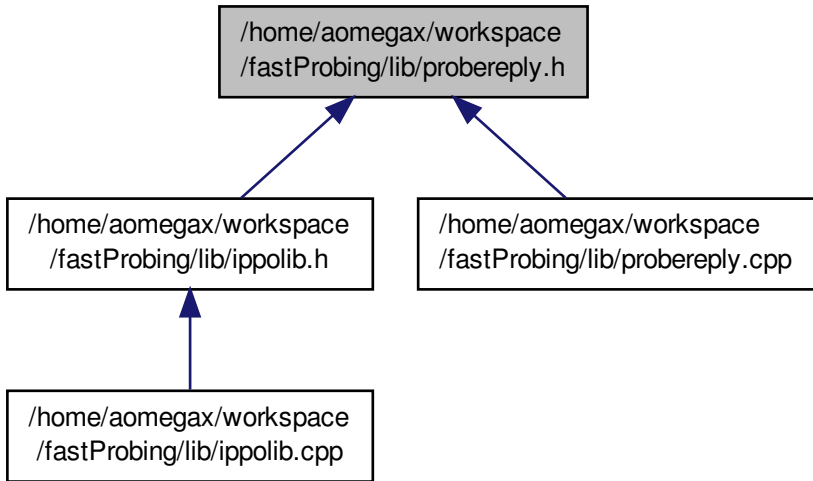 /home/aomegax/workspace
/fastProbing/lib/probereply.h
/home/aomegax/workspace
/fastProbing/lib/ippolib.h
/home/aomegax/workspace
/fastProbing/lib/probereply.cpp
/home/aomegax/workspace
/fastProbing/lib/ippolib.cpp